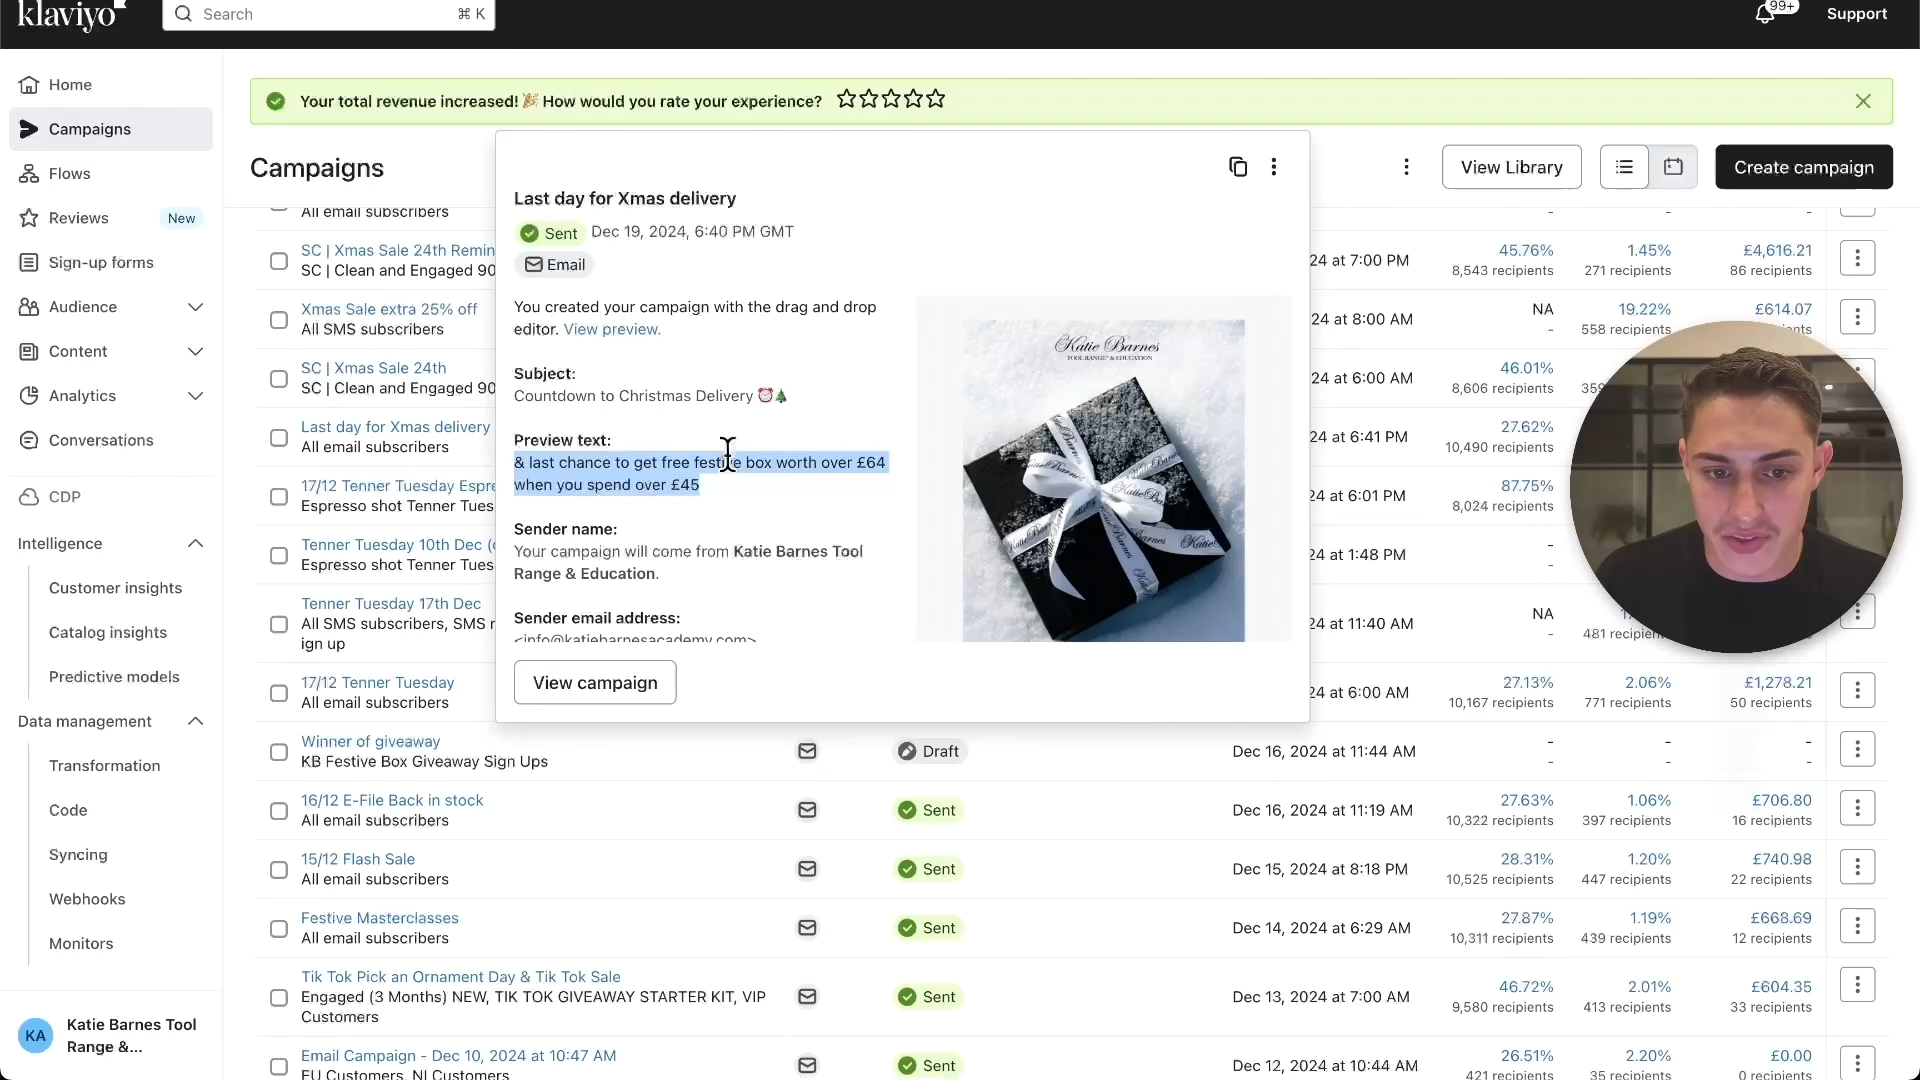 klaviyo
Search
⌘ K
99+
Support
Home
Campaigns
Flows
Reviews New
Sign-up forms
Audience
Content
Analytics
Conversations
CDP
Intelligence
Customer insights
Catalog insights
Predictive models
Data management
Transformation
Code
Syncing
Webhooks
Monitors
KA
Katie Barnes Tool
Range &...
Your total revenue increased! 🎉 How would you rate your experience?
Campaigns
View Library
Create campaign
All email subscribers
- - -
SC | Xmas Sale 24th Remin
SC | Clean and Engaged 90
24 at 7:00 PM
45.76% 1.45% £4,616.21
8,543 recipients 271 recipients 86 recipients
Xmas Sale extra 25% off
All SMS subscribers
24 at 8:00 AM
NA 19.22% £614.07
- 558 recipients
SC | Xmas Sale 24th
SC | Clean and Engaged 90
24 at 6:00 AM
46.01%
8,606 recipients 359
Last day for Xmas delivery
All email subscribers
24 at 6:41 PM
27.62%
10,490 recipients
17/12 Tenner Tuesday Espre
Espresso shot Tenner Tues
24 at 6:01 PM
87.75%
8,024 recipients
Tenner Tuesday 10th Dec (
Espresso shot Tenner Tues
24 at 1:48 PM
-
-
Tenner Tuesday 17th Dec
All SMS subscribers, SMS
ign up
24 at 11:40 AM
NA
- 481
17/12 Tenner Tuesday
All email subscribers
24 at 6:00 AM
27.13% 2.06% £1,278.21
10,167 recipients 771 recipients 50 recipients
Winner of giveaway
KB Festive Box Giveaway Sign Ups
Draft
Dec 16, 2024 at 11:44 AM
- - -
- - -
16/12 E-File Back in stock
All email subscribers
Sent
Dec 16, 2024 at 11:19 AM
27.63% 1.06% £706.80
10,322 recipients 397 recipients 16 recipients
15/12 Flash Sale
All email subscribers
Sent
Dec 15, 2024 at 8:18 PM
28.31% 1.20% £740.98
10,525 recipients 447 recipients 22 recipients
Festive Masterclasses
All email subscribers
Sent
Dec 14, 2024 at 6:29 AM
27.87% 1.19% £668.69
10,311 recipients 439 recipients 12 recipients
Tik Tok Pick an Ornament Day & Tik Tok Sale
Engaged (3 Months) NEW, TIK TOK GIVEAWAY STARTER KIT, VIP
Customers
Sent
Dec 13, 2024 at 7:00 AM
46.72% 2.01% £604.35
9,580 recipients 413 recipients 33 recipients
Email Campaign - Dec 10, 2024 at 10:47 AM
EU Customers, NI Customers
Sent
Dec 12, 2024 at 10:44 AM
26.51% 2.20% £0.00
421 recipients 35 recipients 0 recipients
Last day for Xmas delivery
Sent Dec 19, 2024, 6:40 PM GMT
Email
You created your campaign with the drag and drop
editor. View preview.
Subject:
Countdown to Christmas Delivery ⏰🎄
Preview text:
& last chance to get free festive box worth over £64
when you spend over £45
Sender name:
Your campaign will come from Katie Barnes Tool
Range & Education.
Sender email address:
<info@katiebarnesacademy.com>
View campaign
Katie Barnes
TOOL RANGE & EDUCATION